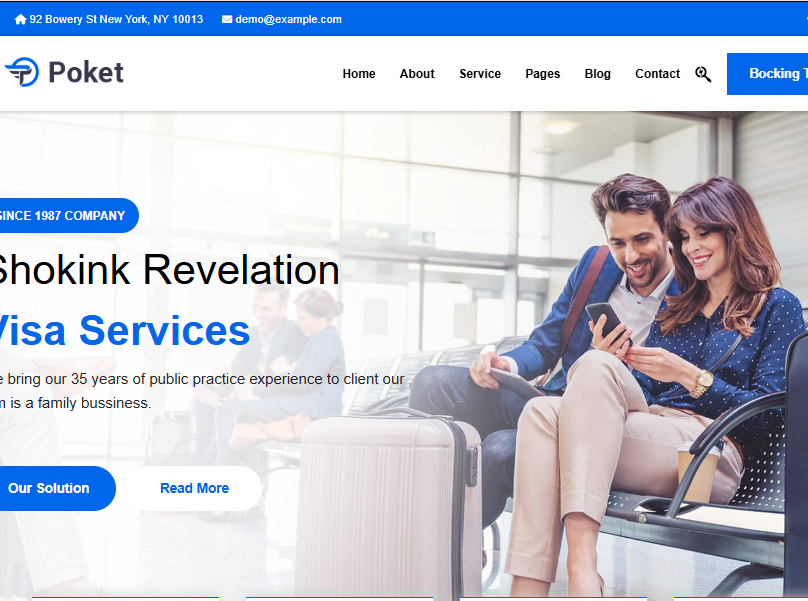 92 Bowery St New York, NY 10013 demo@example.com
Poket
Home About Service Pages Blog Contact Bocking T
SINCE 1987 COMPANY
Shokink Revelation
Visa Services
e bring our 35 years of public practice experience to client our
m is a family bussiness.
Our Solution Read More